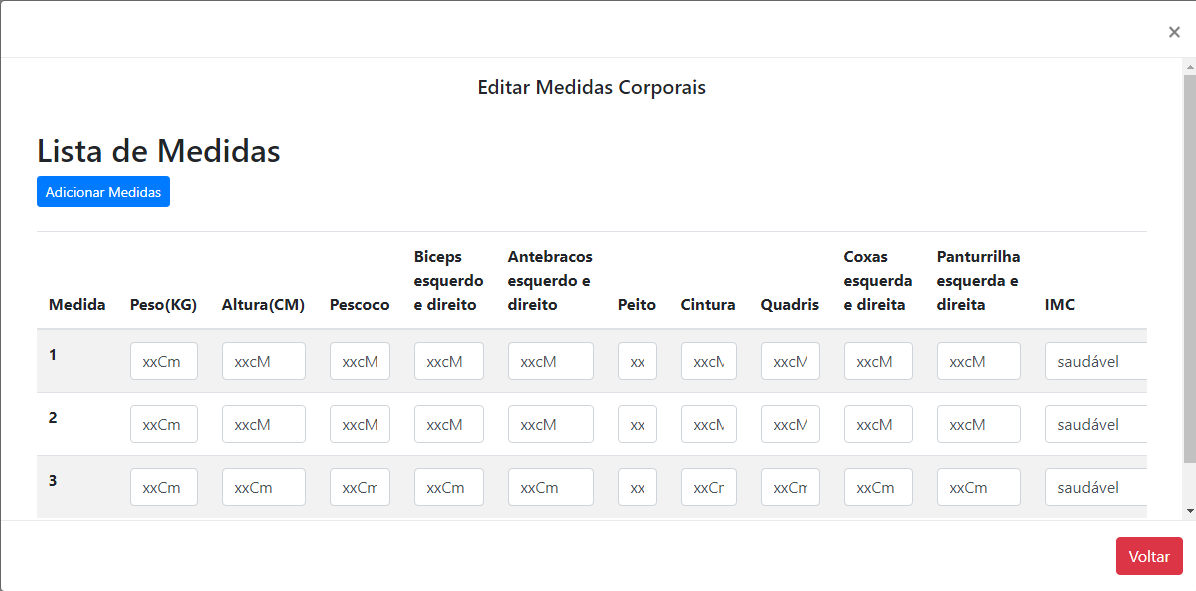 ×
Editar Medidas Corporais
Lista de Medidas
Adicionar Medidas
Medida Peso(KG) Altura(CM) Pescoco Biceps esquerdo e direito Antebracos esquerdo e direito Peito Cintura Quadris Coxas esquerda e direita Panturrilha esquerda e direita IMC
1 xxCm xxcM xxcM xxcM xxcM xx xxcM xxcM xxcM xxcM saudável
2 xxCm xxcM xxcM xxcM xxcM xx xxcM xxcM xxcM xxcM saudável
3 xxCm xxCm xxCm xxCm xxCm xx xxCm xxCm xxCm xxCm saudável
Voltar